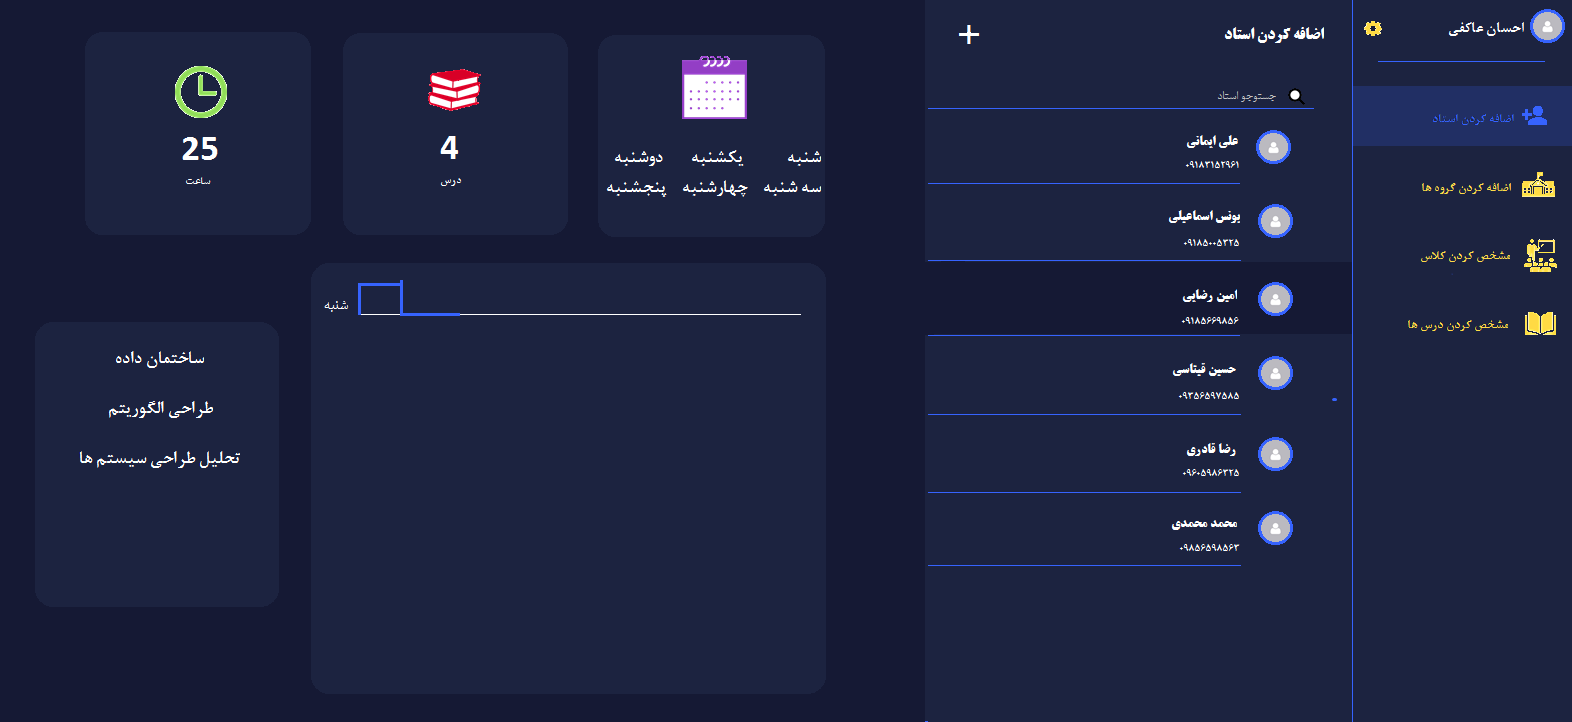 احسان عاکفی
اضافه کردن استاد
اضافه کردن گروه ها
مشخص کردن کلاس
مشخص کردن درس ها
اضافه کردن استاد
جستوجو استاد
علی ایمانی
۰۹۱۸۳۱۵۲۹۶۱
یونس اسماعیلی
۰۹۱۸۵۰۰۵۳۲۵
امین رضایی
۰۹۱۸۵۶۶۹۸۵۶
حسین قیتاسی
۰۹۳۵۶۵۹۷۵۸۵
رضا قادری
۰۹۶۰۵۹۸۶۳۲۵
محمد محمدی
۰۹۸۵۶۵۹۸۵۶۳
شنبه یکشنبه دوشنبه
سه شنبه چهارشنبه پنجشنبه
4
درس
25
ساعت
شنبه
ساختمان داده
طراحی الگوریتم
تحلیل طراحی سیستم ها